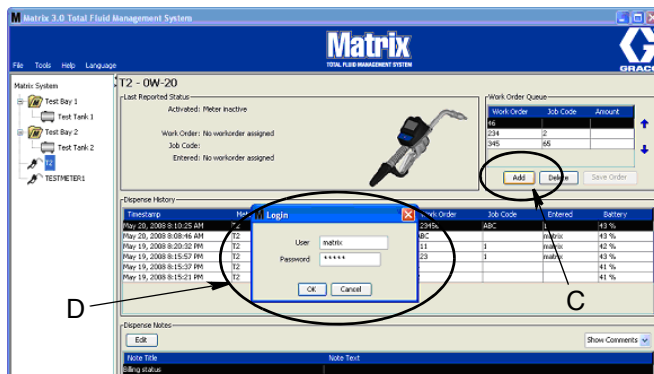 Matrix 3.0 Total Fluid Management System
File Tools Help Language
Matrix
TOTAL FLUID MANAGEMENT SYSTEM
GRACO
Matrix System
Test Bay 1
Test Tank 1
Test Bay 2
Test Tank 2
T2
TESTMETER1
T2 - 0W-20
Last Reported Status
Activated: Meter inactive
Work Order: No workorder assigned
Job Code:
Entered: No workorder assigned
Work Order Queue
Work Order Job Code Amount
46
234 2
345 65
Add Delete Save Order
Dispense History
Timestamp Work Order Job Code Entered Battery
May 20, 2008 8:10:25 AM T2 ABC 43 %
May 20, 2008 8:08:46 AM T2 matrix 43 %
May 19, 2008 8:20:32 PM T2 11 1 matrix 42 %
May 19, 2008 8:15:57 PM T2 23 1 matrix 43 %
May 19, 2008 8:15:37 PM T2 41 %
May 19, 2008 8:15:21 PM T2 41 %
Login
User matrix
Password *****
OK Cancel
D
C
Dispense Notes
Edit Show Comments
Note Title Note Text
Billing status